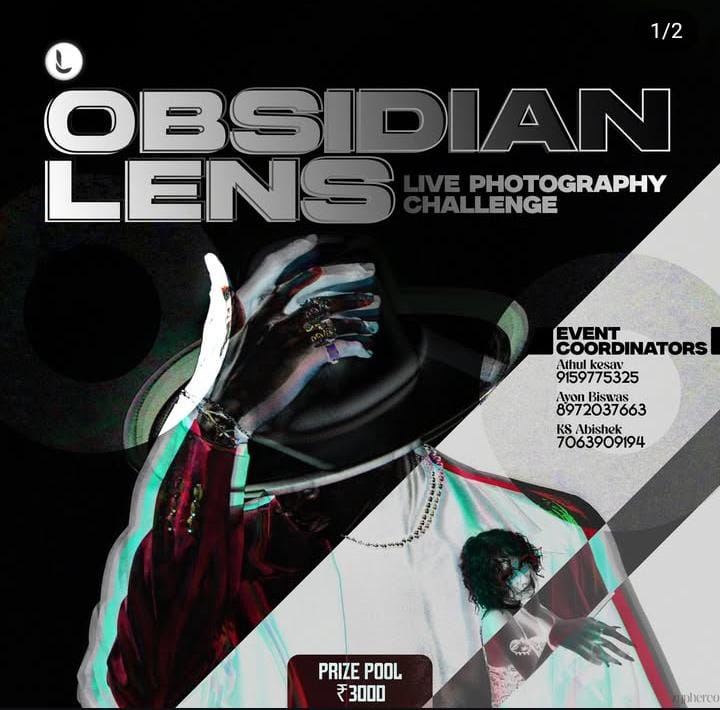 1/2
OBSIDIAN
LENS
LIVE PHOTOGRAPHY
CHALLENGE
EVENT
COORDINATORS
Athul kesav
9159775325
Ayon Biswas
8972037663
KS Abishek
7063909194
PRIZE POOL
₹3000